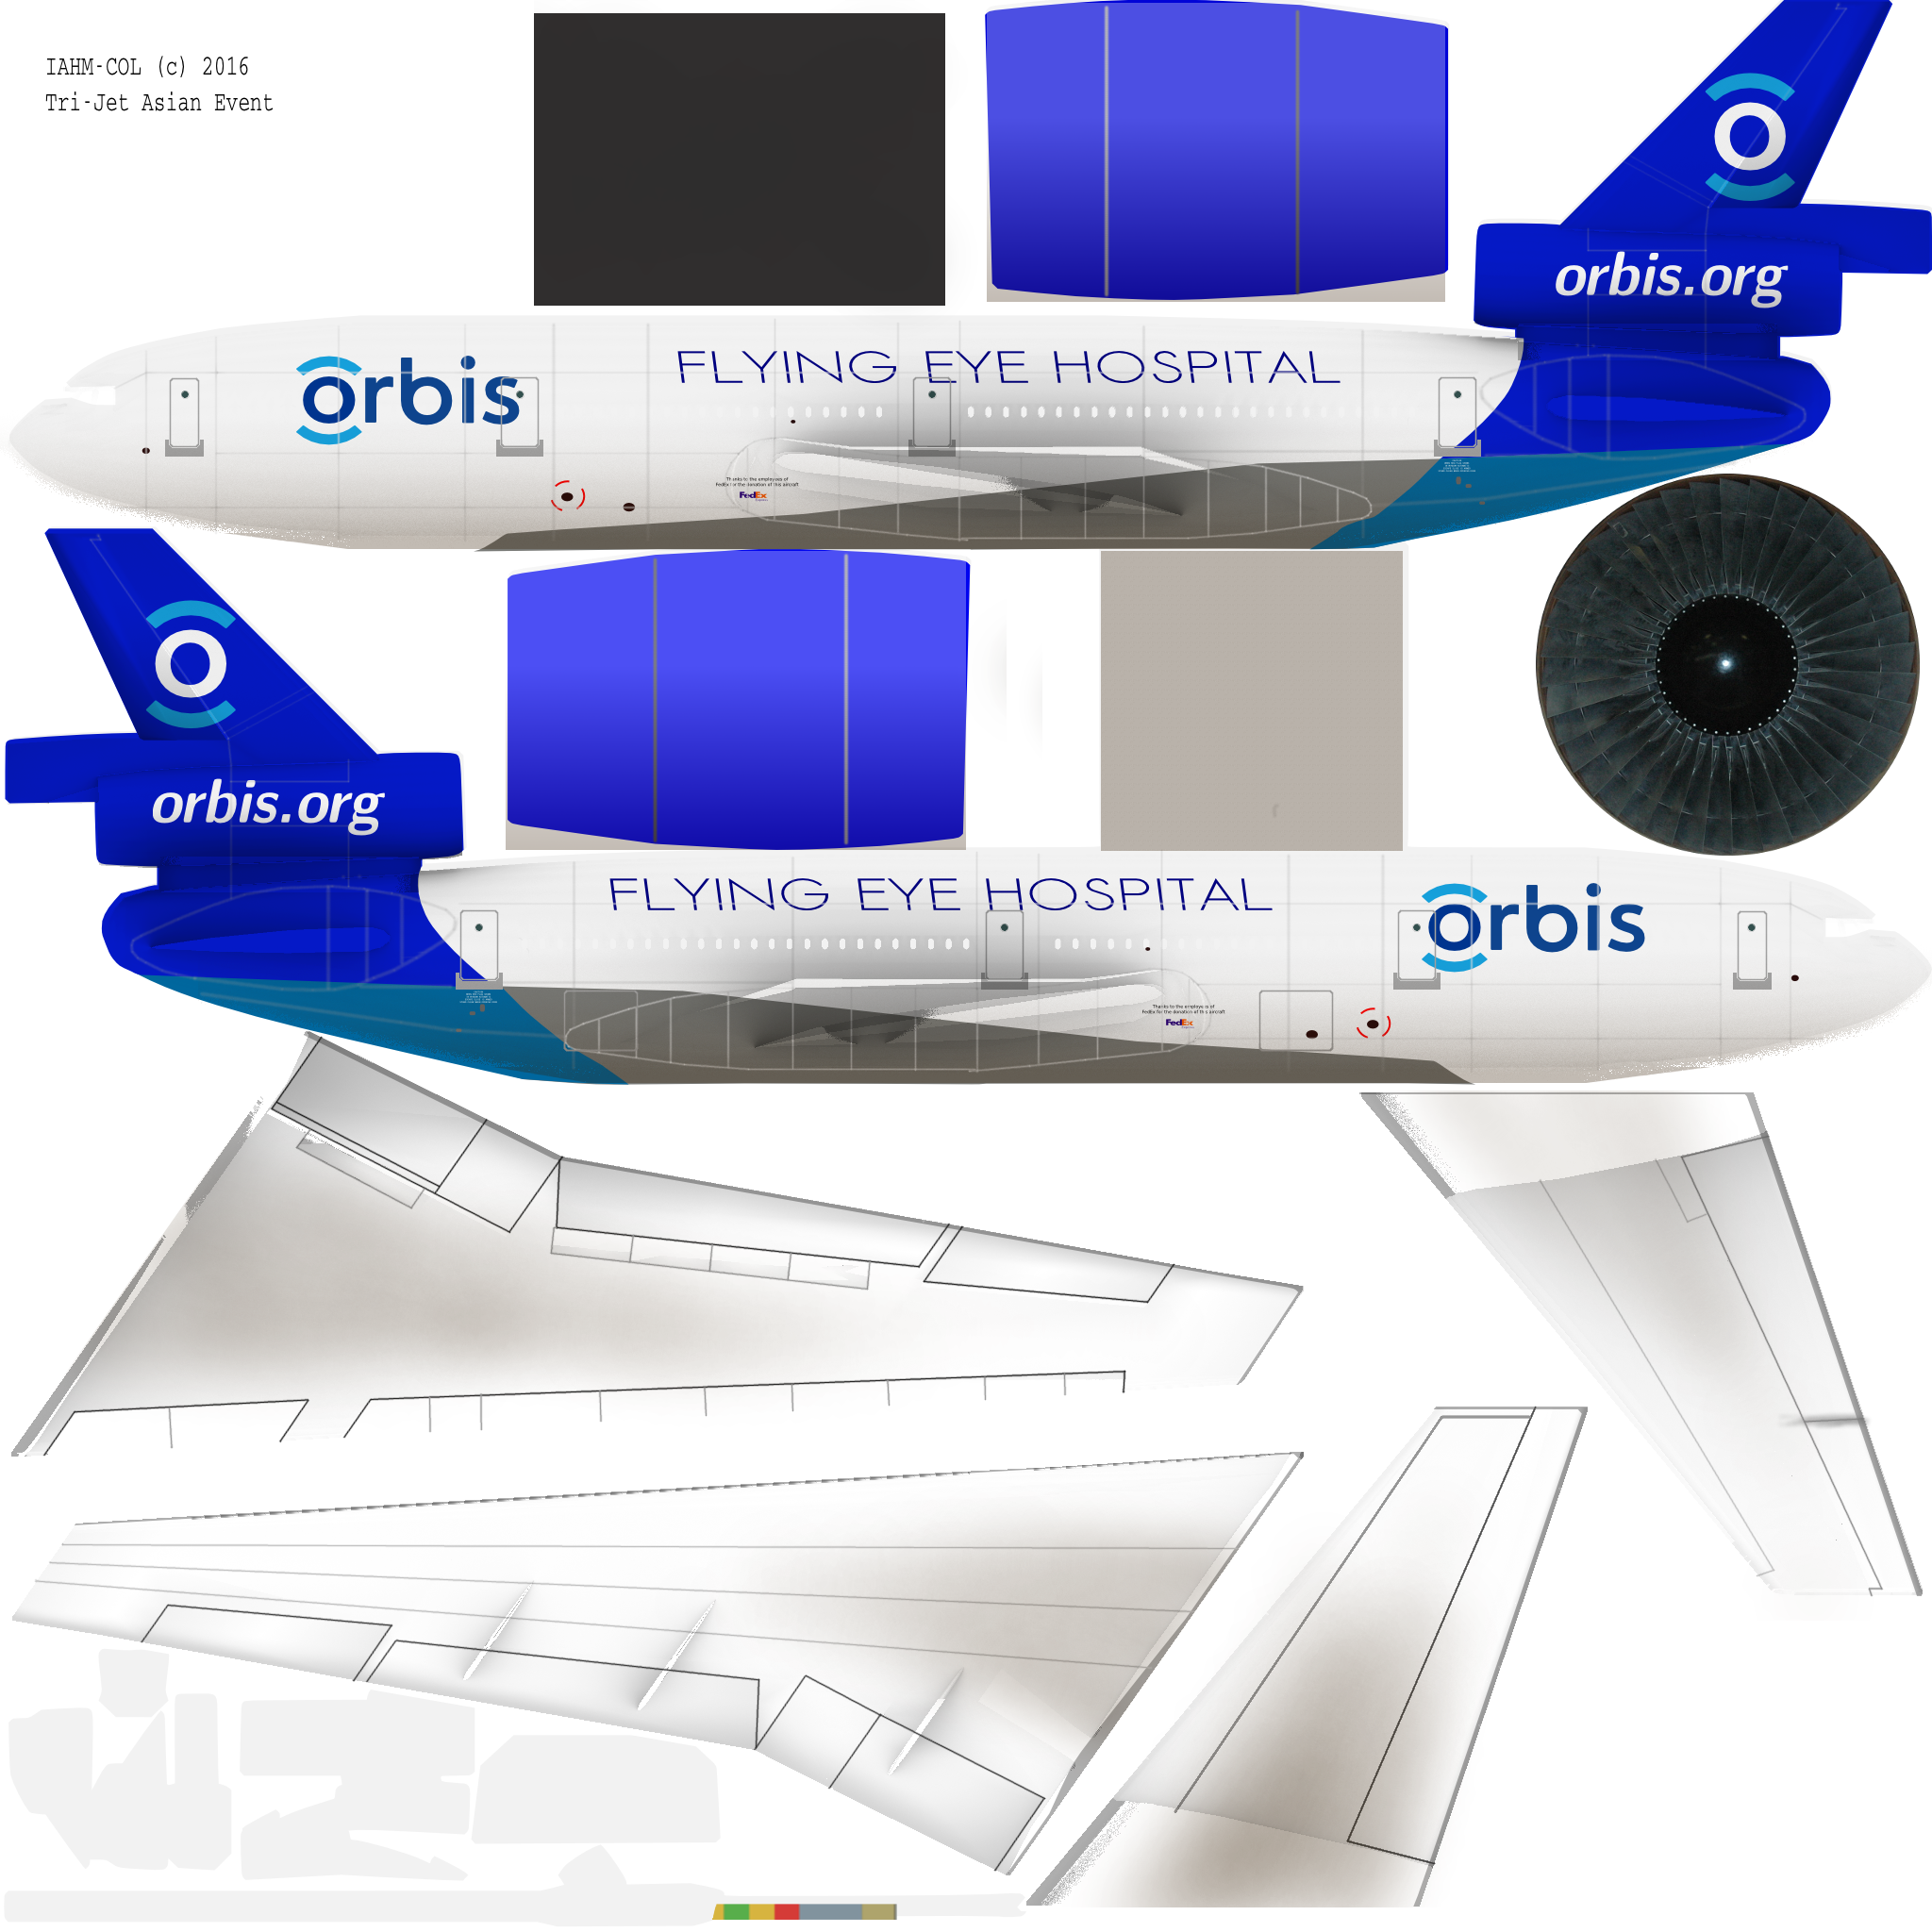 IAHM-COL (c) 2016
Tri-Jet Asian Event
orbis.org
orbis
FLYING EYE HOSPITAL
Thanks to the employees of
FedEx for the donation of this aircraft
FedEx
orbis.org
FLYING EYE HOSPITAL
orbis
Thanks to the employees of
FedEx for the donation of this aircraft
FedEx